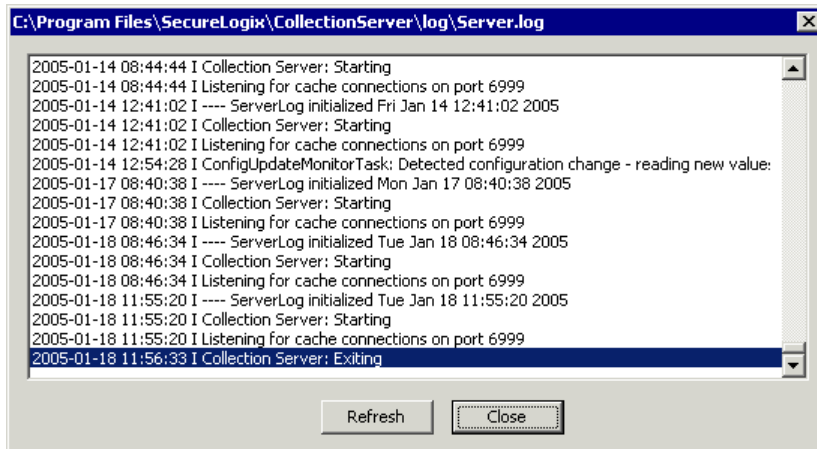 C:\Program Files\SecureLogix\CollectionServer\log\Server.log
2005-01-14 08:44:44 I Collection Server: Starting
2005-01-14 08:44:44 I Listening for cache connections on port 6999
2005-01-14 12:41:02 I ---- ServerLog initialized Fri Jan 14 12:41:02 2005
2005-01-14 12:41:02 I Collection Server: Starting
2005-01-14 12:41:02 I Listening for cache connections on port 6999
2005-01-14 12:54:28 I ConfigUpdateMonitorTask: Detected configuration change - reading new value:
2005-01-17 08:40:38 I ---- ServerLog initialized Mon Jan 17 08:40:38 2005
2005-01-17 08:40:38 I Collection Server: Starting
2005-01-17 08:40:38 I Listening for cache connections on port 6999
2005-01-18 08:46:34 I ---- ServerLog initialized Tue Jan 18 08:46:34 2005
2005-01-18 08:46:34 I Collection Server: Starting
2005-01-18 08:46:34 I Listening for cache connections on port 6999
2005-01-18 11:55:20 I ---- ServerLog initialized Tue Jan 18 11:55:20 2005
2005-01-18 11:55:20 I Collection Server: Starting
2005-01-18 11:55:20 I Listening for cache connections on port 6999
2005-01-18 11:56:33 I Collection Server: Exiting
Refresh Close